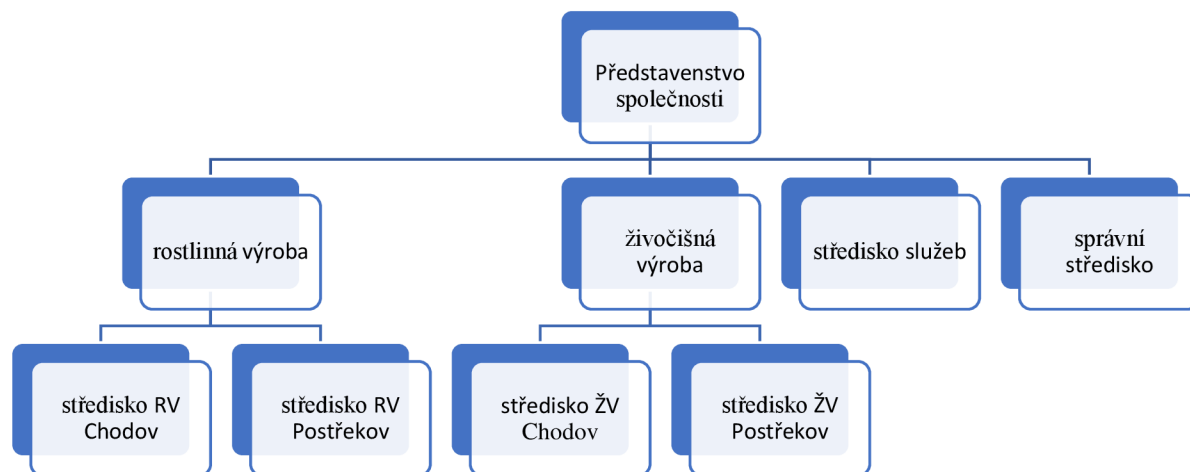 Představenstvo
společnosti
rostlinná výroba
živočišná
výroba
středisko služeb
správní
středisko
středisko RV
Chodov
středisko RV
Postřekov
středisko ŽV
Chodov
středisko ŽV
Postřekov